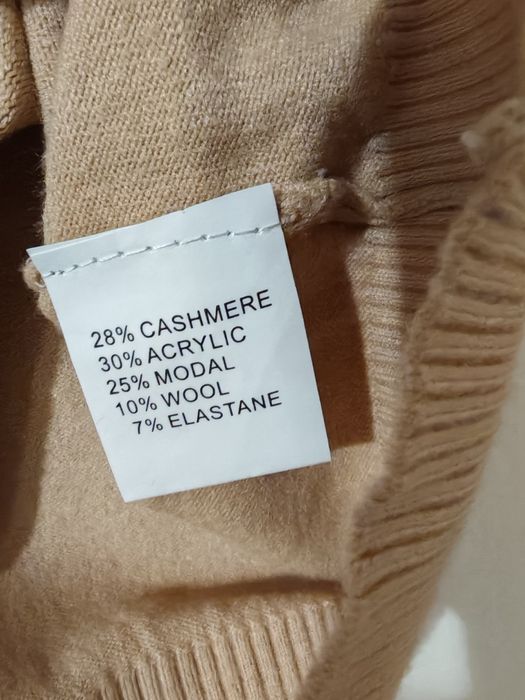 28% CASHMERE
30% ACRYLIC
25% MODAL
10% WOOL
7% ELASTANE